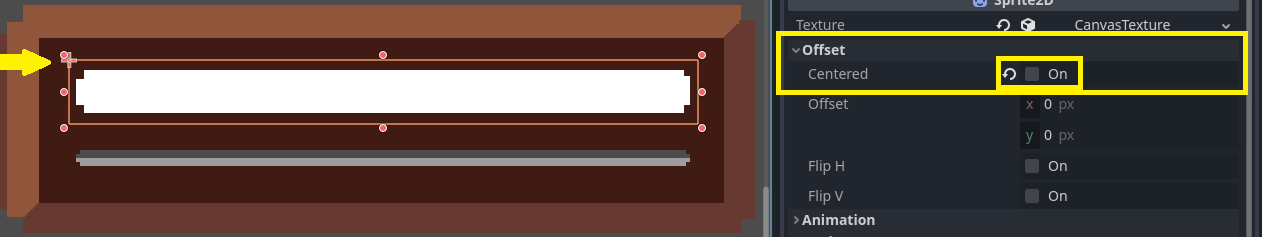 Sprite2D
Texture CanvasTexture
Offset
Centered On
Offset x 0 px
y 0 px
Flip H On
Flip V On
Animation